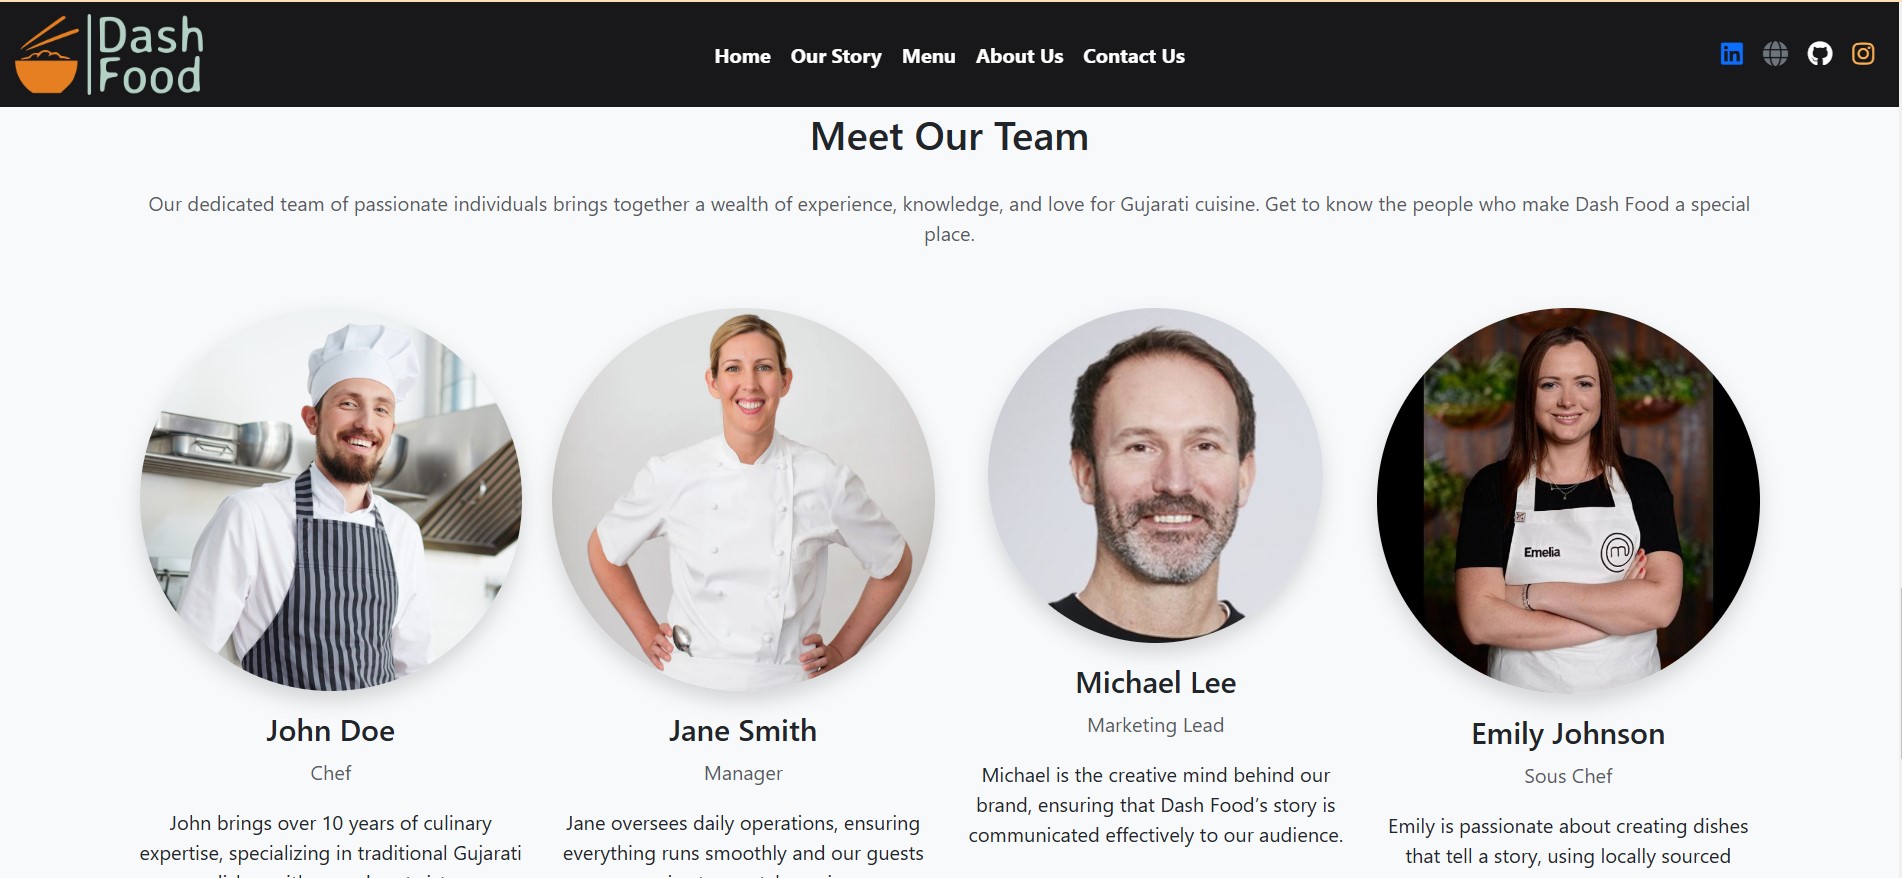 Dash
Food
Home Our Story Menu About Us Contact Us
Meet Our Team
Our dedicated team of passionate individuals brings together a wealth of experience, knowledge, and love for Gujarati cuisine. Get to know the people who make Dash Food a special
place.
Emelia
John Doe
Chef
John brings over 10 years of culinary
expertise, specializing in traditional Gujarati
Jane Smith
Manager
Jane oversees daily operations, ensuring
everything runs smoothly and our guests
Michael Lee
Marketing Lead
Michael is the creative mind behind our
brand, ensuring that Dash Food’s story is
communicated effectively to our audience.
Emily Johnson
Sous Chef
Emily is passionate about creating dishes
that tell a story, using locally sourced